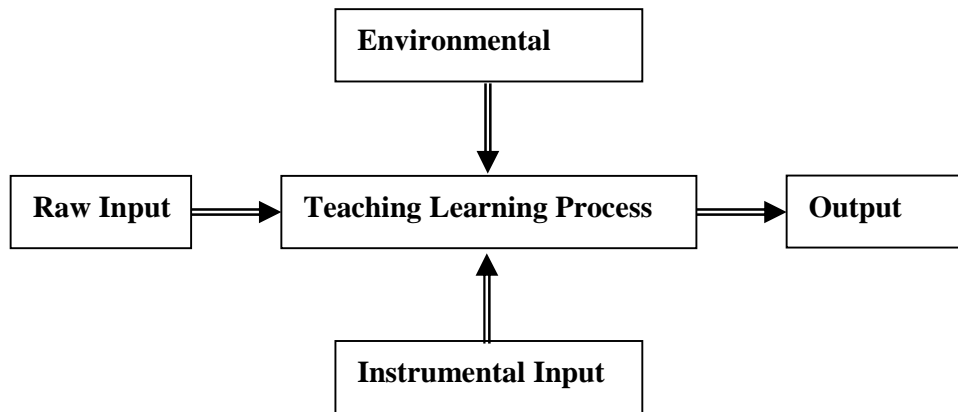 Environmental
Raw Input
Teaching Learning Process
Output
Instrumental Input